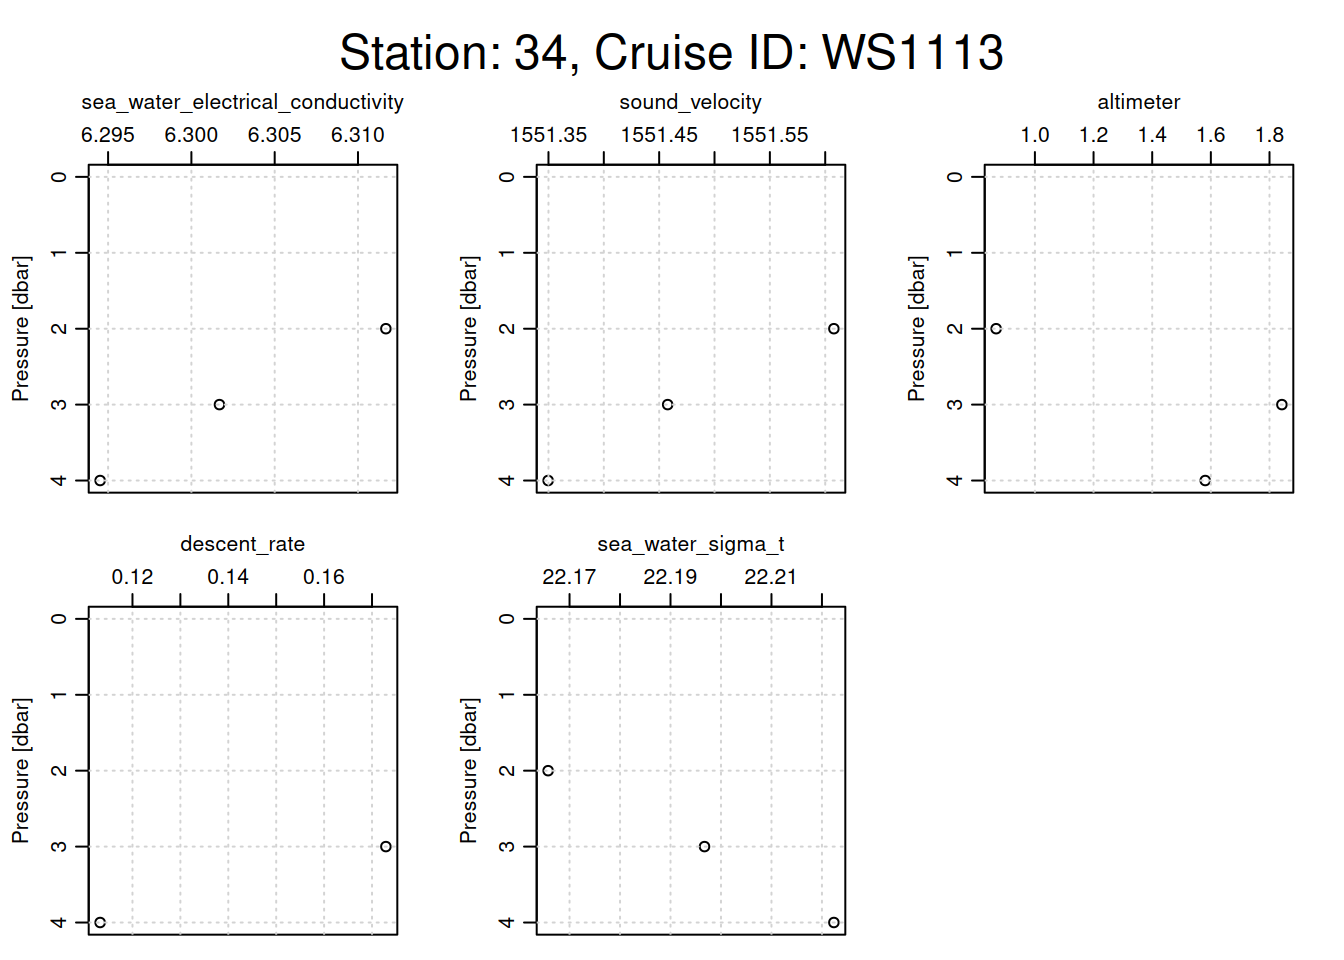 Station: 34, Cruise ID: WS1113
sea_water_electrical_conductivity
6.295 6.300 6.305 6.310
Pressure [dbar]
0
1
2
3
4
sound_velocity
1551.35 1551.45 1551.55
Pressure [dbar]
0
1
2
3
4
altimeter
1.0 1.2 1.4 1.6 1.8
Pressure [dbar]
0
1
2
3
4
descent_rate
0.12 0.14 0.16
Pressure [dbar]
0
1
2
3
4
sea_water_sigma_t
22.17 22.19 22.21
Pressure [dbar]
0
1
2
3
4